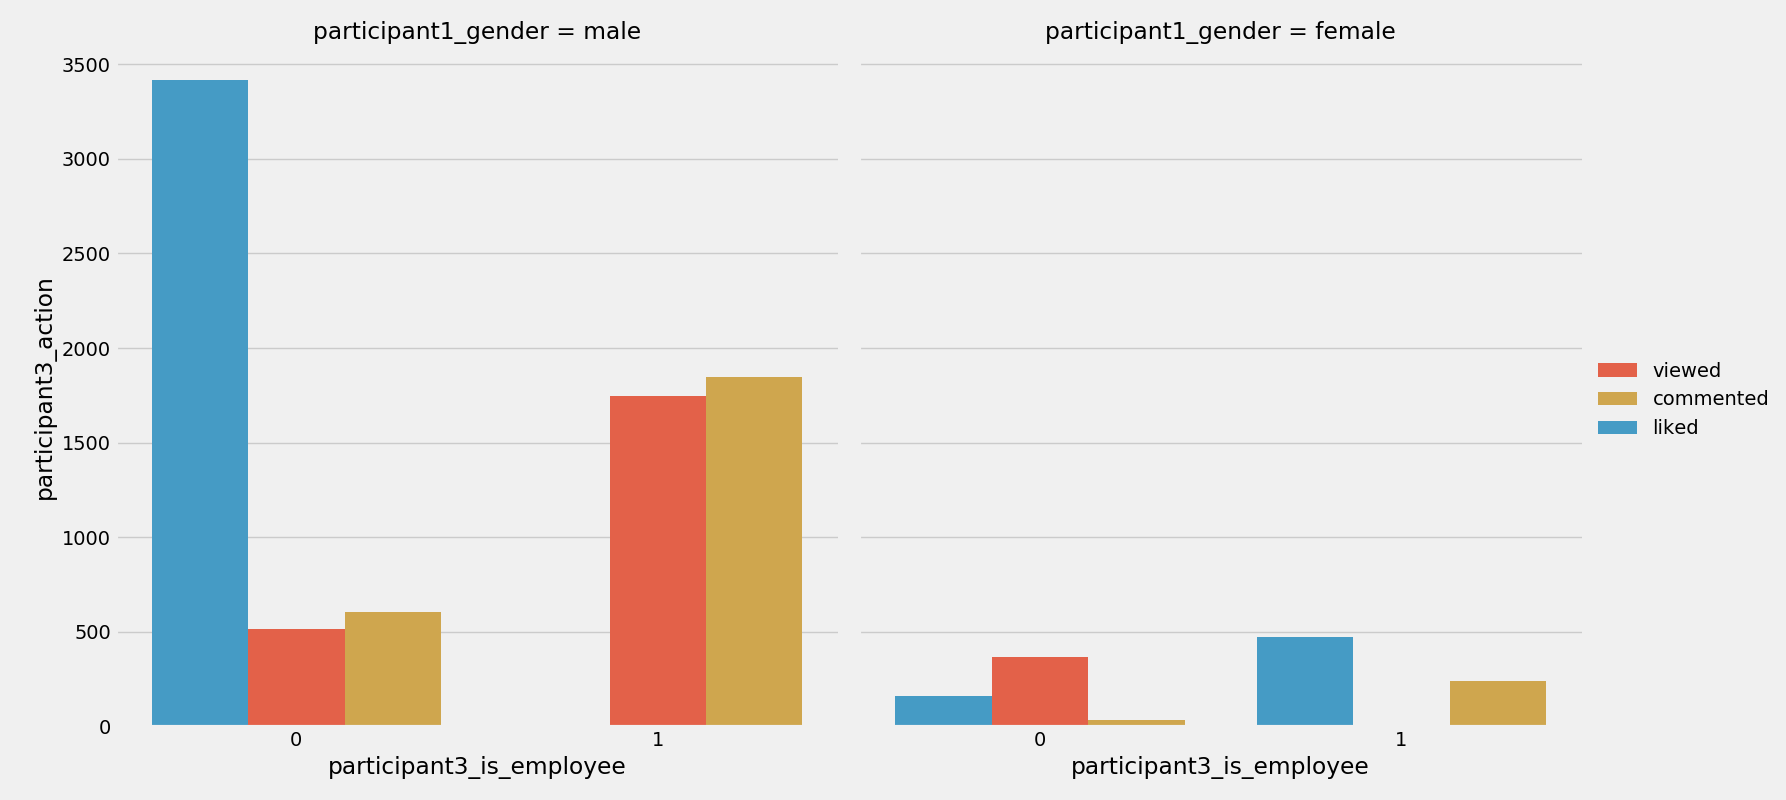 participant1_gender = male
participant1_gender = female
participant3_action
3500
3000
2500
2000
1500
1000
500
0
0
1
participant3_is_employee
0
1
participant3_is_employee
viewed
commented
liked